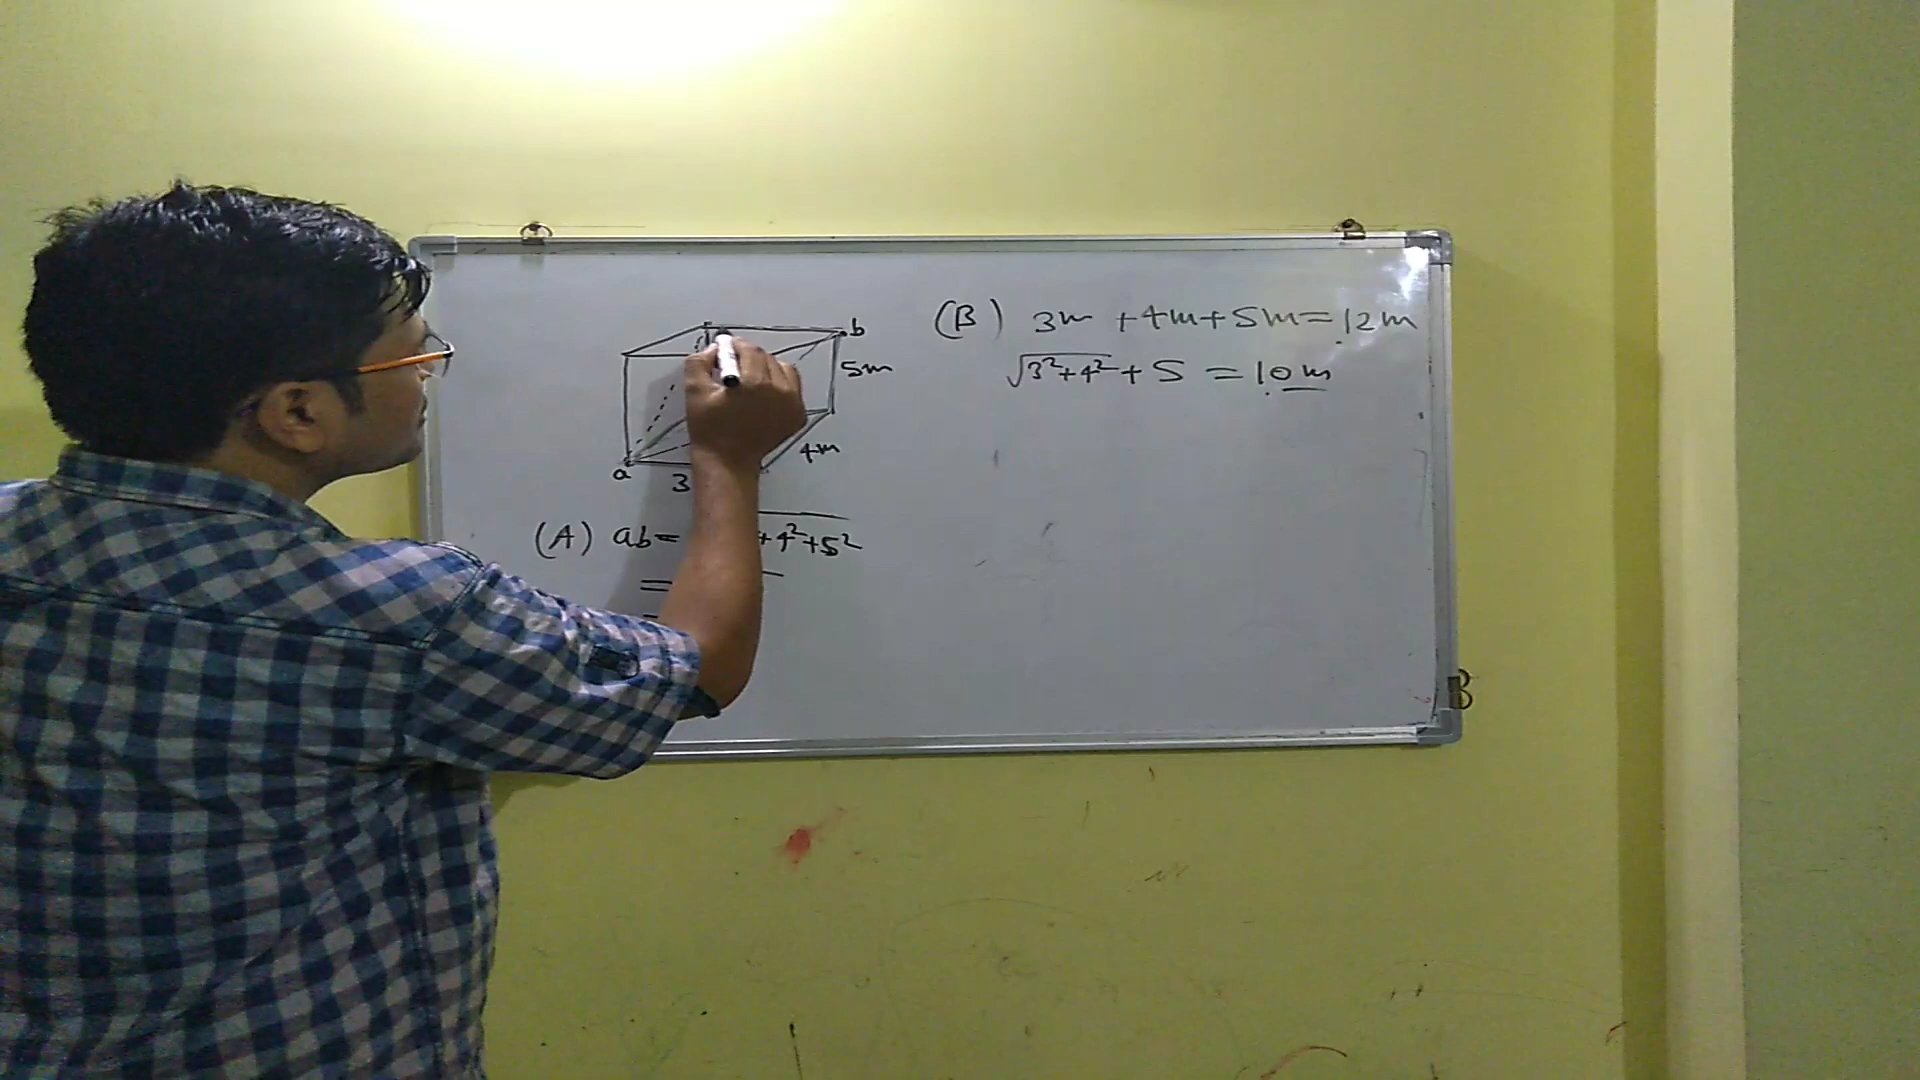 b
5m
4m
a
3
(A) ab= +4²+5²
=
(B) 3m +4m+5m=12m
√3²+4² +5 =10m